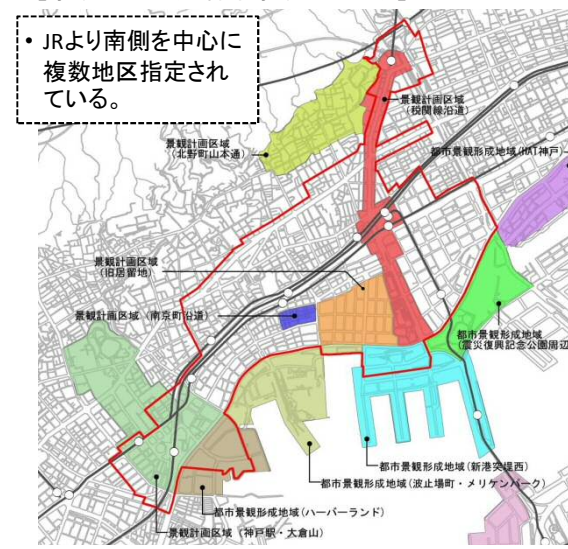 • JRより南側を中心に
複数地区指定され
ている。
景観計画区域
(税関線沿道)
景観計画区域
(北野町山本通)
都市景観形成地域(HAT神戸)
景観計画区域
(旧居留地)
景観計画区域(南京町沿道)
都市景観形成地域
(震災復興記念公園周辺
都市景観形成地域(新港突堤西)
都市景観形成地域(波止場町・メリケンパーク)
都市景観形成地域(ハーバーランド)
景観計画区域(神戸駅・大倉山)